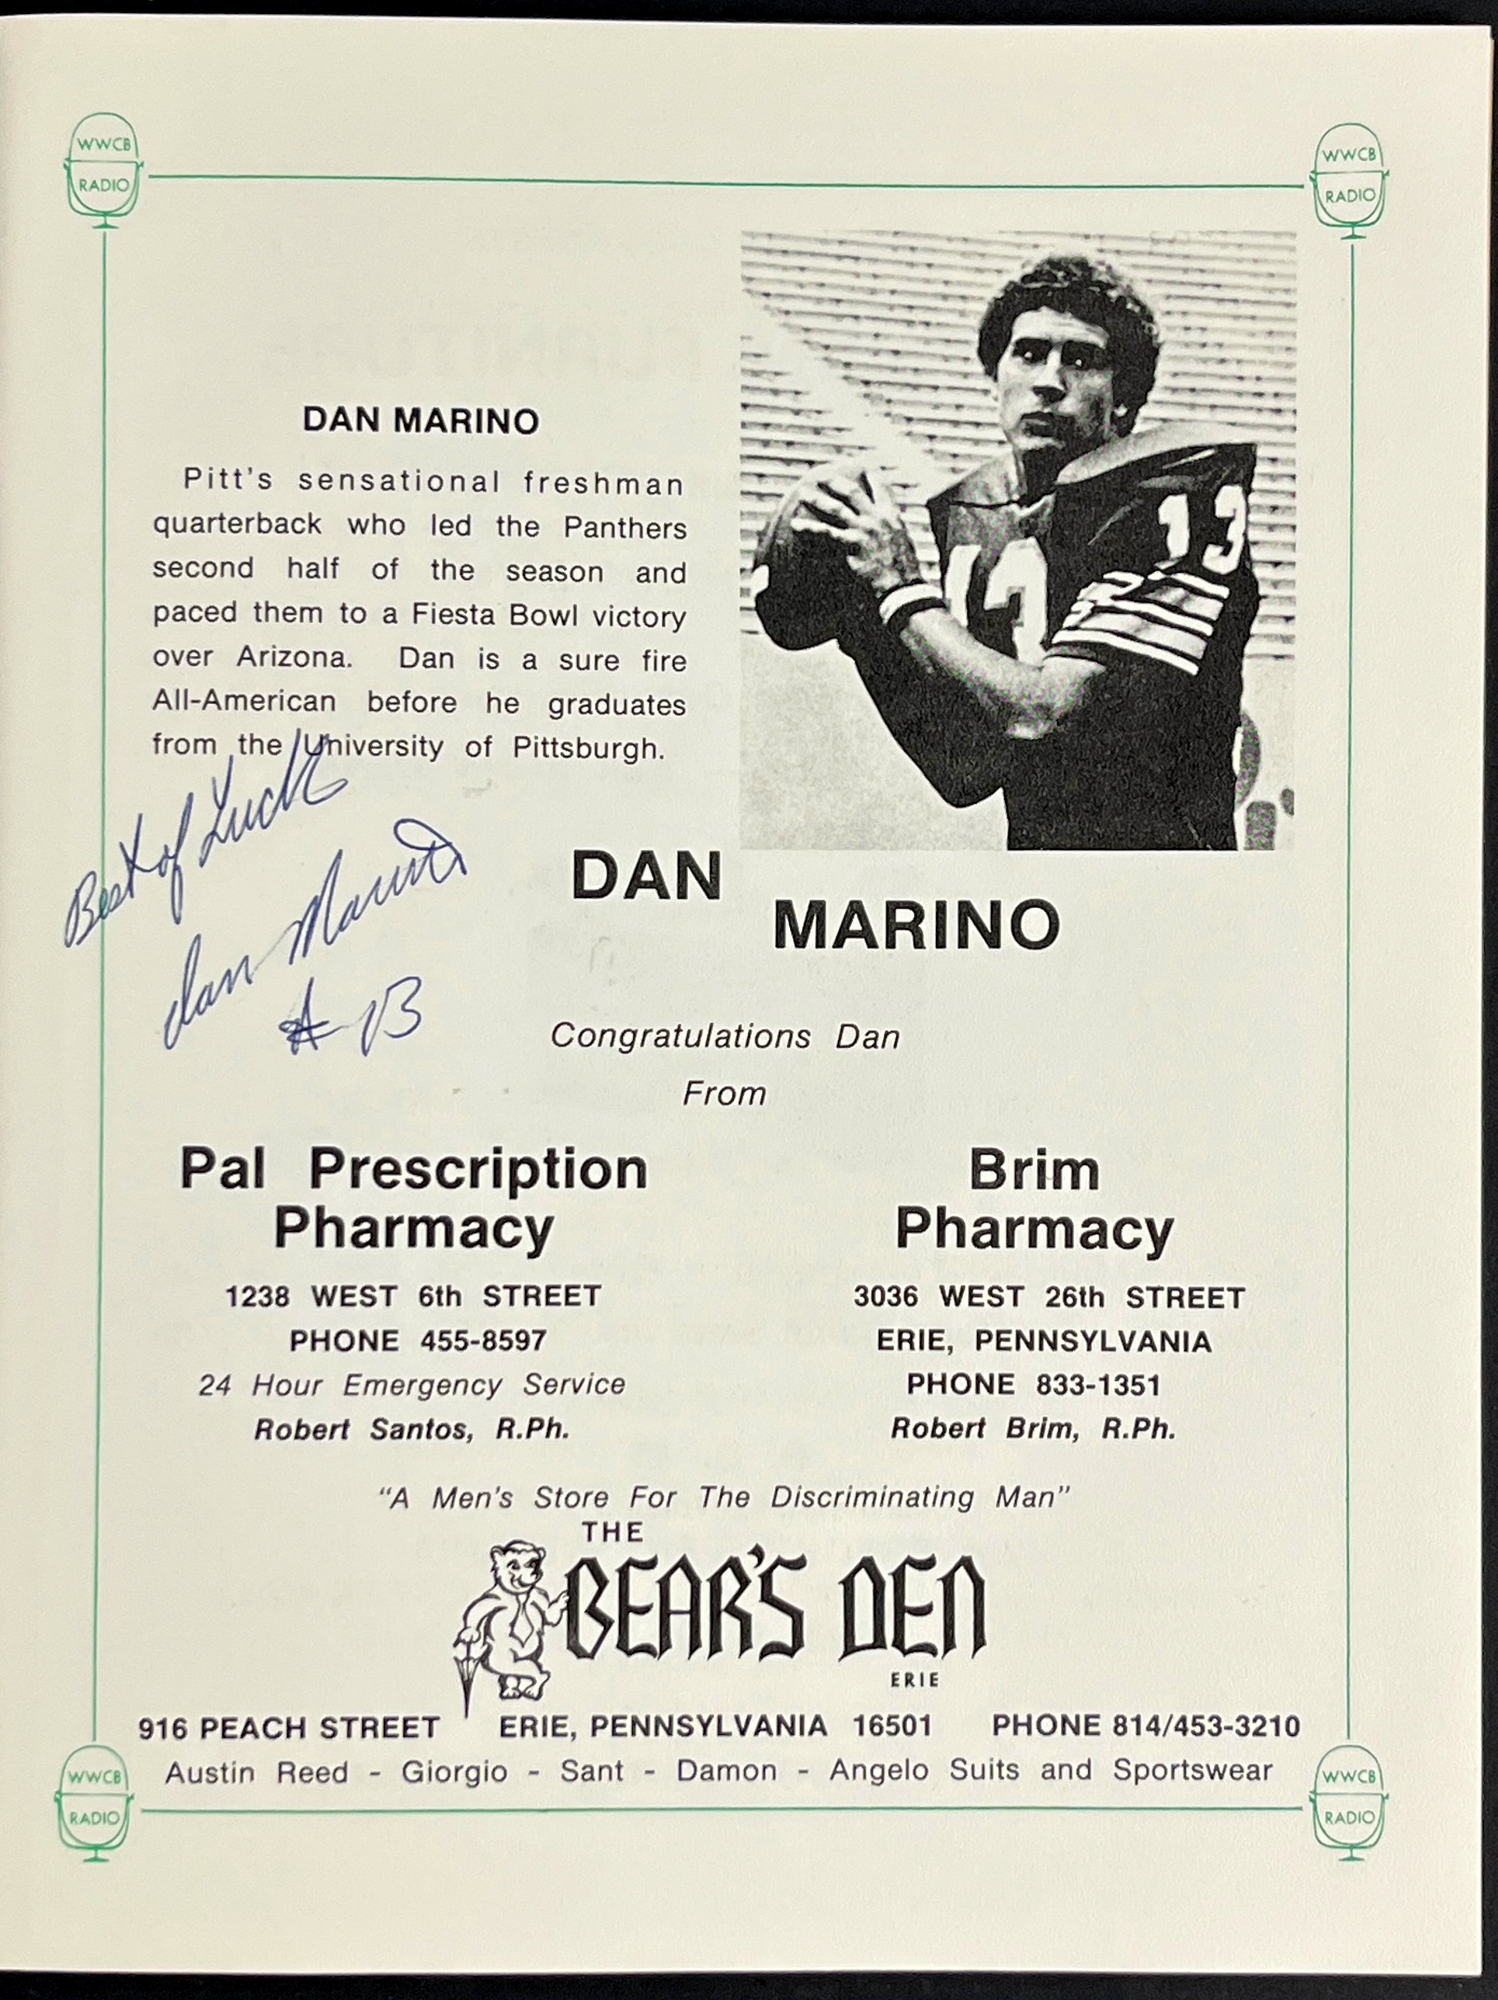 WWCB
RADIO
WWCB
RADIO
DAN MARINO
Pitt's sensational freshman
quarterback who led the Panthers
second half of the season and
paced them to a Fiesta Bowl victory
over Arizona. Dan is a sure fire
All-American before he graduates
from the University of Pittsburgh.
13
13
Best of Luck
Dan Marino
# 13
DAN
MARINO
Congratulations Dan
From
Pal Prescription
Pharmacy
1238 WEST 6th STREET
PHONE 455-8597
24 Hour Emergency Service
Robert Santos, R.Ph.
Brim
Pharmacy
3036 WEST 26th STREET
ERIE, PENNSYLVANIA
PHONE 833-1351
Robert Brim, R.Ph.
"A Men's Store For The Discriminating Man"
THE
BEAR'S DEN
ERIE
916 PEACH STREET ERIE, PENNSYLVANIA 16501 PHONE 814/453-3210
Austin Reed - Giorgio - Sant - Damon - Angelo Suits and Sportswear
WWCB
RADIO
WWCB
RADIO